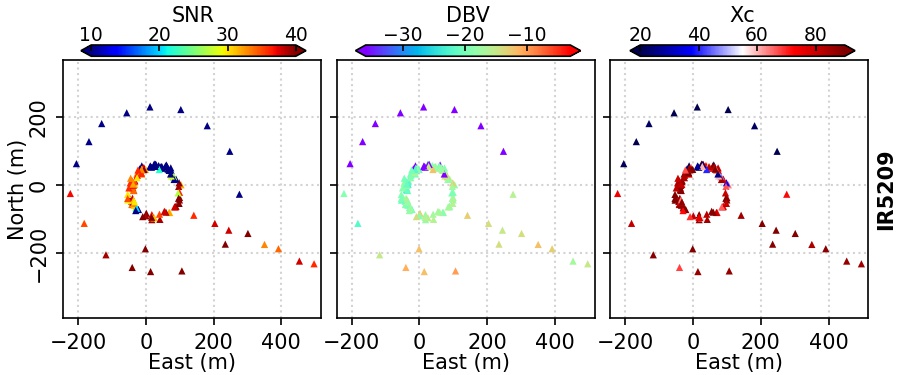 SNR DBV Xc
10 20 30 40 −30 −20 −10 20 40 60 80
200
0
−200
North (m)
−200 0 200 400 −200 0 200 400 −200 0 200 400
East (m) East (m) East (m)
IR5209